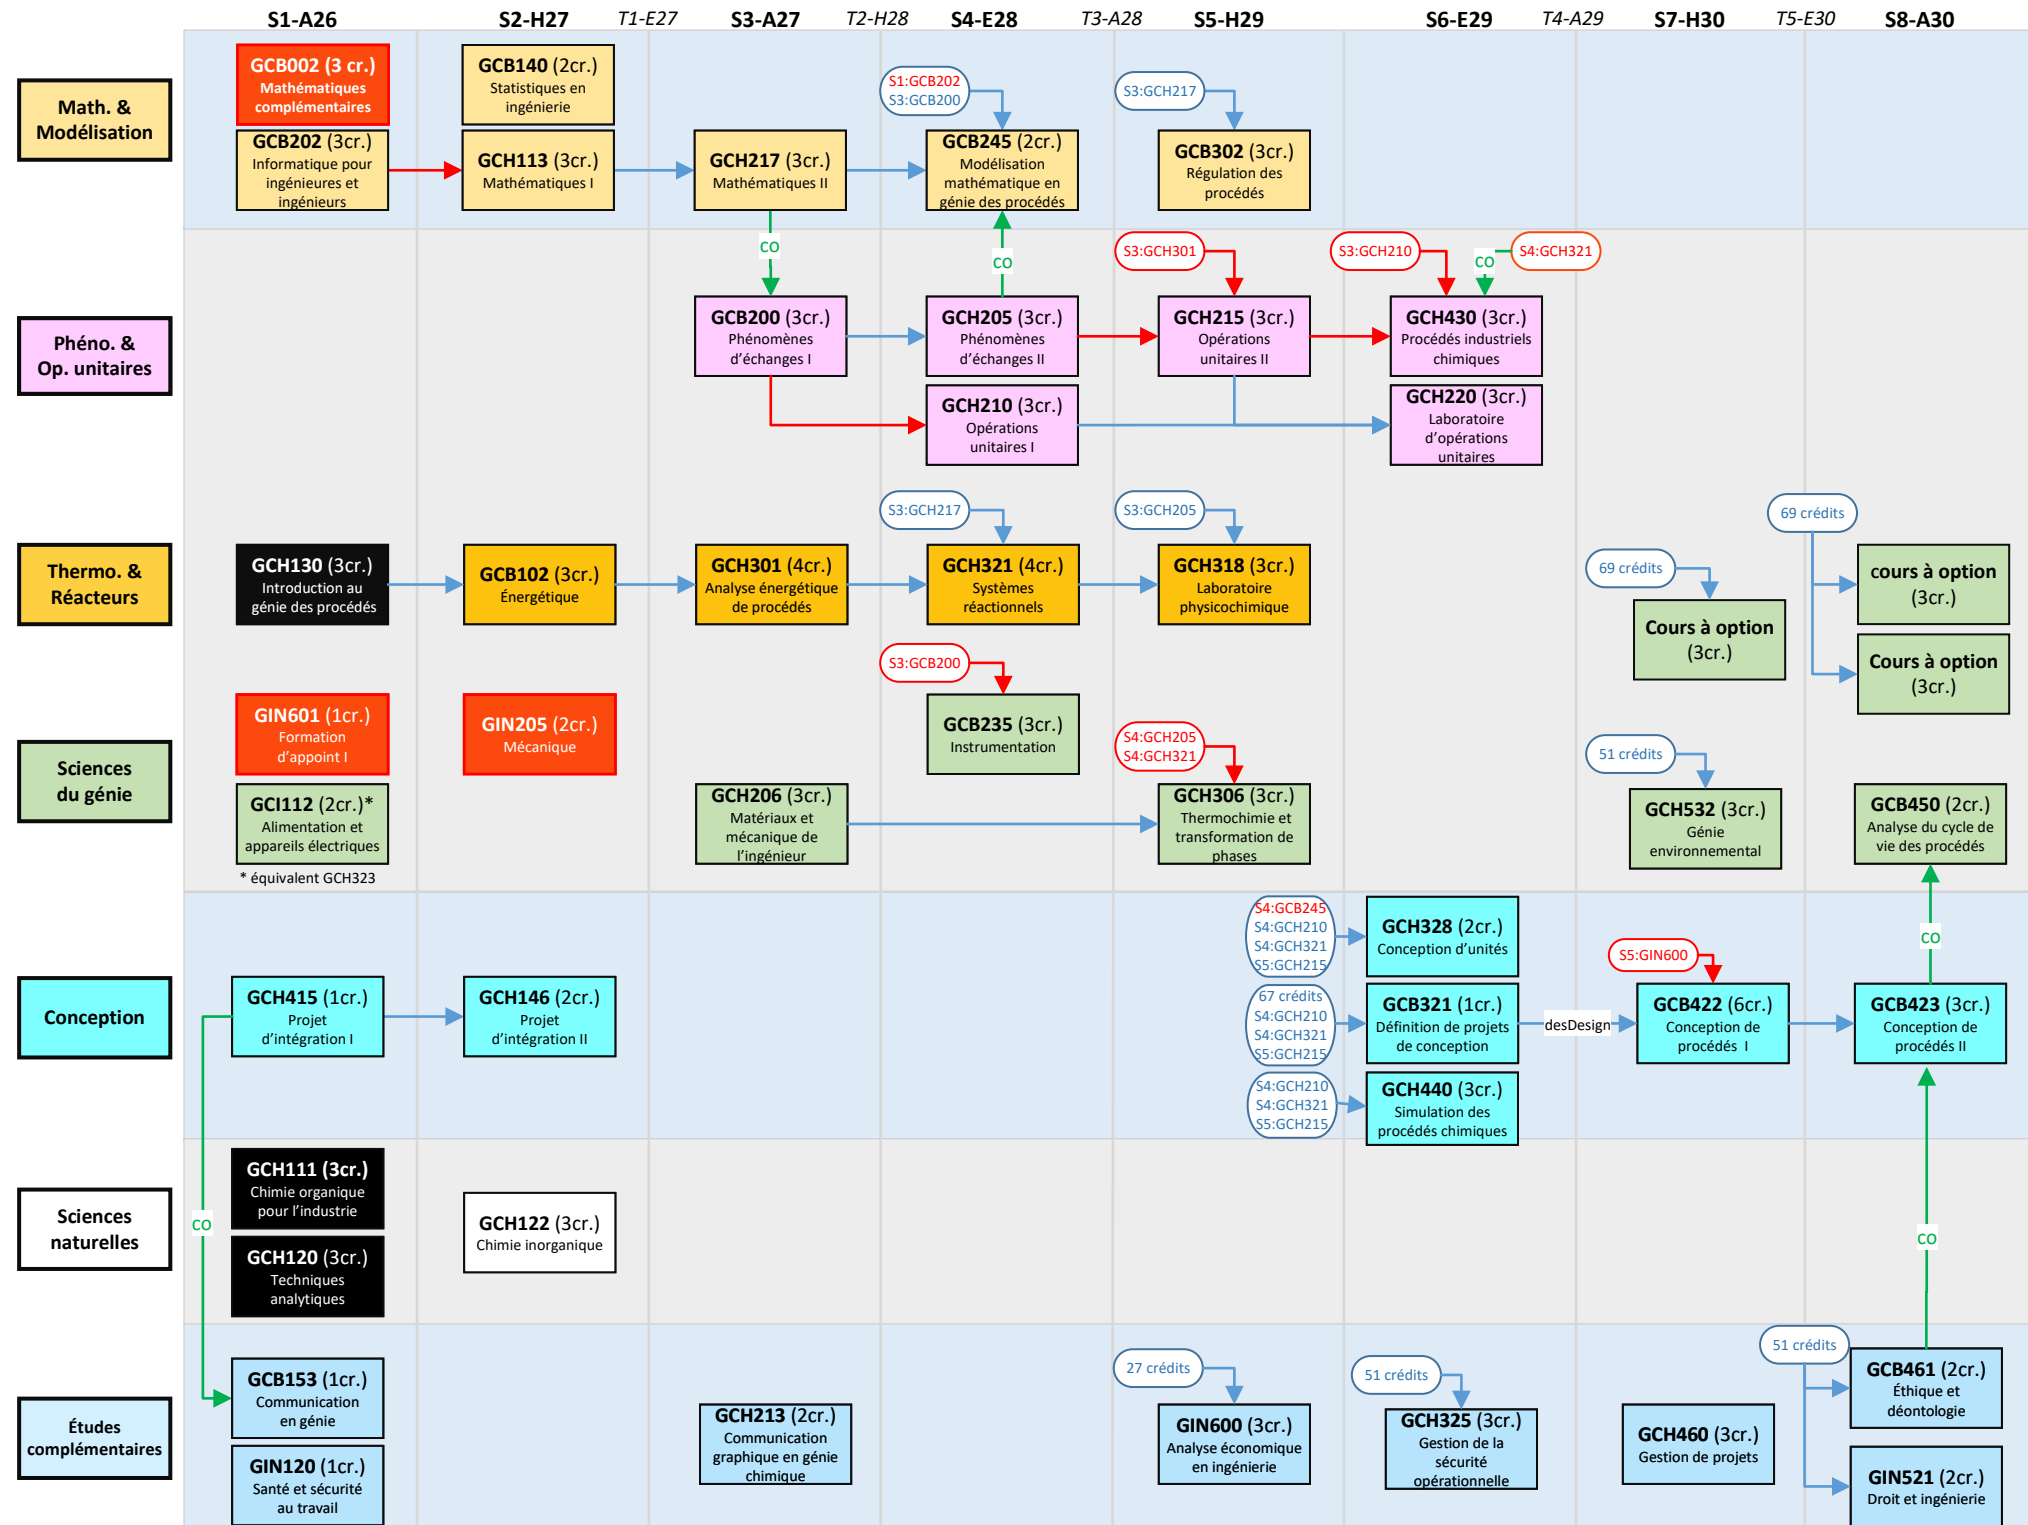 S1-A26
S2-H27
T1-E27
S3-A27
T2-H28
S4-E28
T3-A28
S5-H29
S6-E29
T4-A29
S7-H30
T5-E30
S8-A30
Math. &
Modélisation
GCB002 (3 cr.)
Mathématiques
complémentaires
GCB202 (3cr.)
Informatique pour
ingénieures et
ingénieurs
GCB140 (2cr.)
Statistiques en
ingénierie
GCH113 (3cr.)
Mathématiques I
GCH217 (3cr.)
Mathématiques II
S1:GCB202
S3:GCB200
GCB245 (2cr.)
Modélisation
mathématique en
génie des procédés
S3:GCH217
GCB302 (3cr.)
Régulation des
procédés
CO
CO
Phéno. &
Op. unitaires
GCB200 (3cr.)
Phénomènes
d'échanges I
GCH205 (3cr.)
Phénomènes
d'échanges II
GCH210 (3cr.)
Opérations
unitaires I
S3:GCH301
GCH215 (3cr.)
Opérations
unitaires II
S3:GCH210
CO
S4:GCH321
GCH430 (3cr.)
Procédés industriels
chimiques
GCH220 (3cr.)
Laboratoire
d'opérations
unitaires
Thermo. &
Réacteurs
GCH130 (3cr.)
Introduction au
génie des procédés
GCB102 (3cr.)
Énergétique
GCH301 (4cr.)
Analyse énergétique
de procédés
S3:GCH217
GCH321 (4cr.)
Systèmes
réactionnels
S3:GCH205
GCH318 (3cr.)
Laboratoire
physicochimique
69 crédits
Cours à option
(3cr.)
69 crédits
cours à option
(3cr.)
Cours à option
(3cr.)
Sciences
du génie
GIN601 (1cr.)
Formation
d'appoint I
GCI112 (2cr.)*
Alimentation et
appareils électriques
* équivalent GCH323
GIN205 (2cr.)
Mécanique
GCH206 (3cr.)
Matériaux et
mécanique de
l'ingénieur
S3:GCB200
GCB235 (3cr.)
Instrumentation
S4:GCH205
S4:GCH321
GCH306 (3cr.)
Thermochimie et
transformation de
phases
51 crédits
GCH532 (3cr.)
Génie
environnemental
GCB450 (2cr.)
Analyse du cycle de
vie des procédés
CO
Conception
GCH415 (1cr.)
Projet
d'intégration I
GCH146 (2cr.)
Projet
d'intégration II
S4:GCB245
S4:GCH210
S4:GCH321
S5:GCH215
GCH328 (2cr.)
Conception d'unités
67 crédits
S4:GCH210
S4:GCH321
S5:GCH215
GCB321 (1cr.)
Définition de projets
de conception
desDesign
S4:GCH210
S4:GCH321
S5:GCH215
GCH440 (3cr.)
Simulation des
procédés chimiques
S5:GIN600
GCB422 (6cr.)
Conception de
procédés I
GCB423 (3cr.)
Conception de
procédés II
Sciences
naturelles
CO
GCH111 (3cr.)
Chimie organique
pour l'industrie
GCH120 (3cr.)
Techniques
analytiques
GCH122 (3cr.)
Chimie inorganique
CO
Études
complémentaires
GCB153 (1cr.)
Communication
en génie
GIN120 (1cr.)
Santé et sécurité
au travail
GCH213 (2cr.)
Communication
graphique en génie
chimique
27 crédits
GIN600 (3cr.)
Analyse économique
en ingénierie
51 crédits
GCH325 (3cr.)
Gestion de la
sécurité
opérationnelle
GCH460 (3cr.)
Gestion de projets
51 crédits
GCB461 (2cr.)
Éthique et
déontologie
GIN521 (2cr.)
Droit et ingénierie